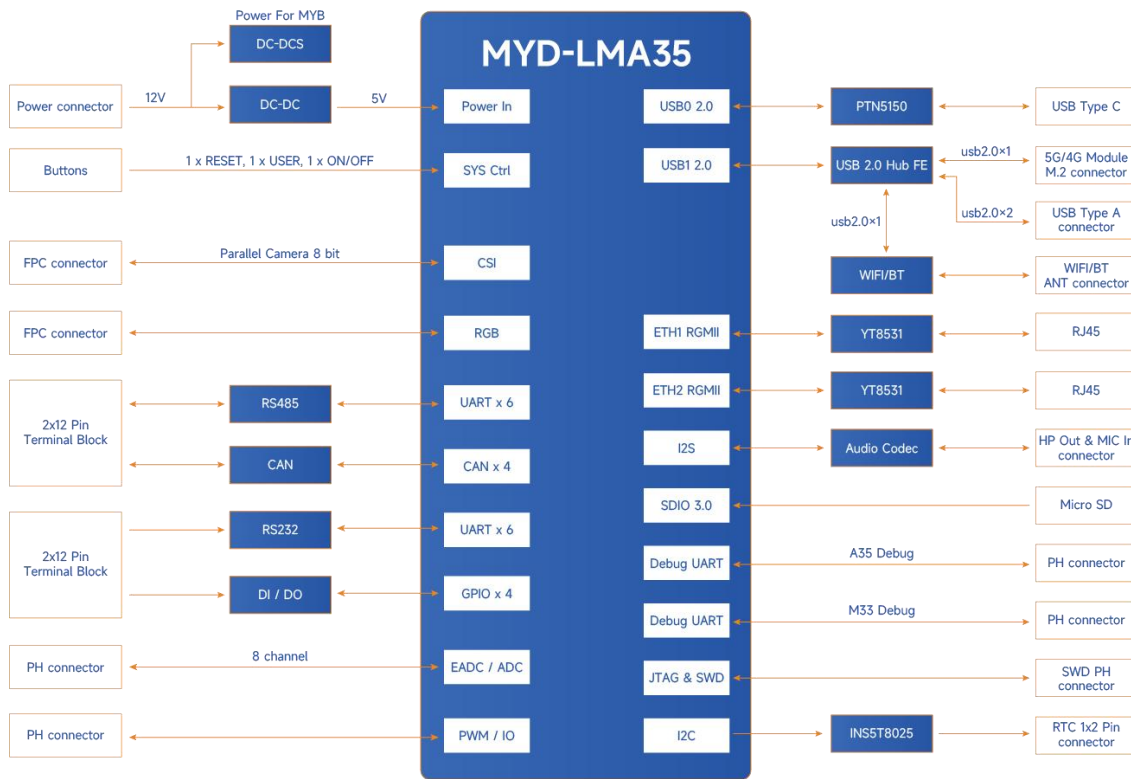 Power For MYB
DC-DCS
MYD-LMA35
Power connector
12V
DC-DC
5V
Power In
USB0 2.0
PTN5150
USB Type C
Buttons
1 x RESET, 1 x USER, 1 x ON/OFF
SYS Ctrl
USB1 2.0
USB 2.0 Hub FE
usb2.0×1
5G/4G Module
M.2 connector
usb2.0×1
usb2.0×2
USB Type A
connector
FPC connector
Parallel Camera 8 bit
CSI
WIFI/BT
WIFI/BT
ANT connector
FPC connector
RGB
ETH1 RGMII
YT8531
RJ45
2x12 Pin
Terminal Block
RS485
UART x 6
ETH2 RGMII
YT8531
RJ45
CAN
CAN x 4
I2S
Audio Codec
HP Out & MIC In
connector
2x12 Pin
Terminal Block
RS232
UART x 6
SDIO 3.0
Micro SD
DI / DO
GPIO x 4
Debug UART
A35 Debug
PH connector
Debug UART
M33 Debug
PH connector
PH connector
8 channel
EADC / ADC
JTAG & SWD
SWD PH
connector
PH connector
PWM / IO
I2C
INS5T8025
RTC 1x2 Pin
connector